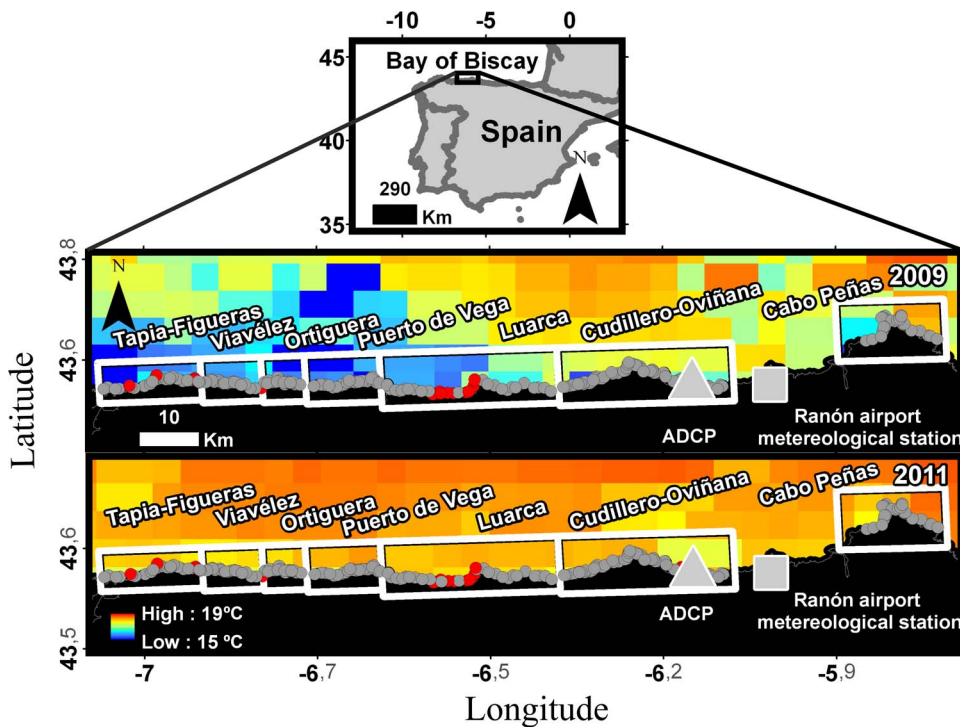 -10 -5 0
45
Bay of Biscay
Spain
40
N
290
Km
35
43,8
N
2009
Cabo Peñas
Tapia-Figueras
Viavélez
Ortiguera
Puerto de Vega
Luarca
Cudillero-Oviñana
43,6
10
Km
ADCP
Ranón airport
metereological station
Latitude
2011
Cabo Peñas
Tapia-Figueras
Viavélez
Ortiguera
Puerto de Vega
Luarca
Cudillero-Oviñana
43,6
ADCP
Ranón airport
metereological station
High : 19ºC
Low : 15 ºC
43,5
-7 -6,7 -6,5 -6,2 -5,9
Longitude